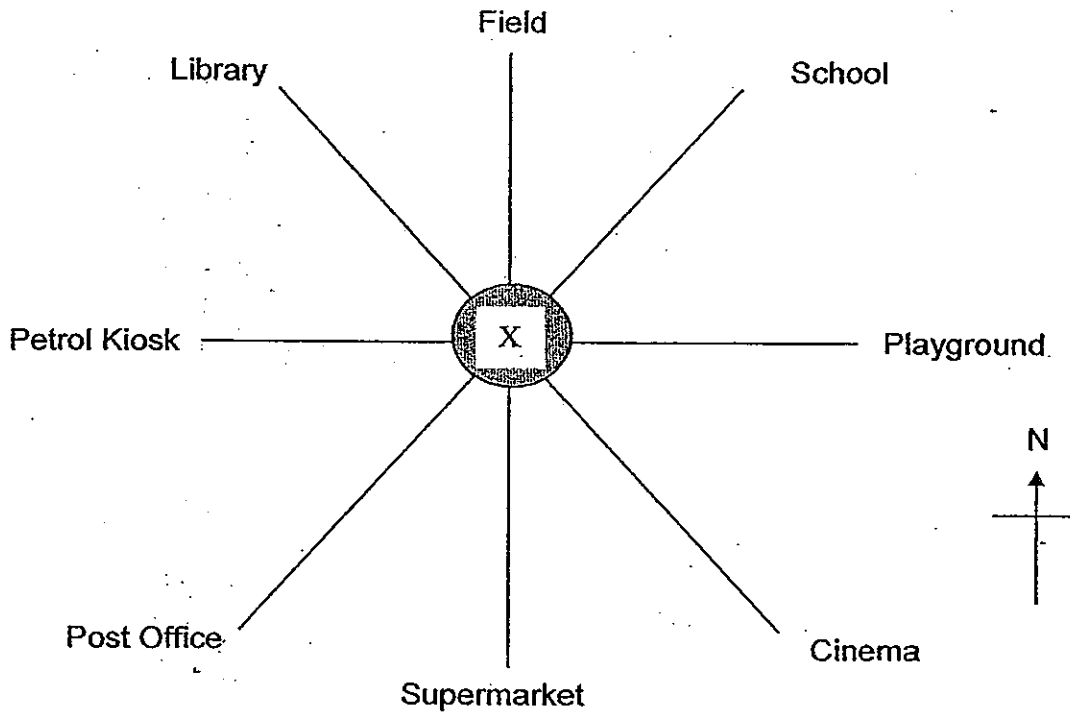 Field
Library
School
Petrol Kiosk
X
Playground
N
Post Office
Cinema
Supermarket